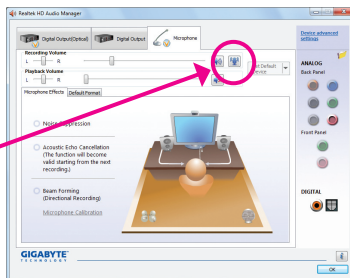 Realtek HD Audio Manager
Digital Output(Optical)
Digital Output
Microphone
Device advanced
settings
Recording Volume
L
R
Set Default
Device
Playback Volume
L
R
Microphone Effects
Default Format
Noise Suppression
Acoustic Echo Cancellation
(The function will become
valid starting from the next
recording.)
Beam Forming
(Directional Recording)
Microphone Calibration
ANALOG
Back Panel
Front Panel
DIGITAL
GIGABYTE
TECHNOLOGY
i
OK